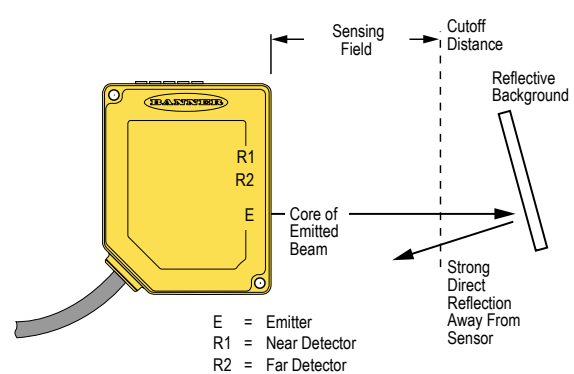 Sensing
Field
Cutoff
Distance
Reflective
Background
BANNER
R1
R2
E
Core of
Emitted
Beam
Strong
Direct
Reflection
Away From
Sensor
E = Emitter
R1 = Near Detector
R2 = Far Detector